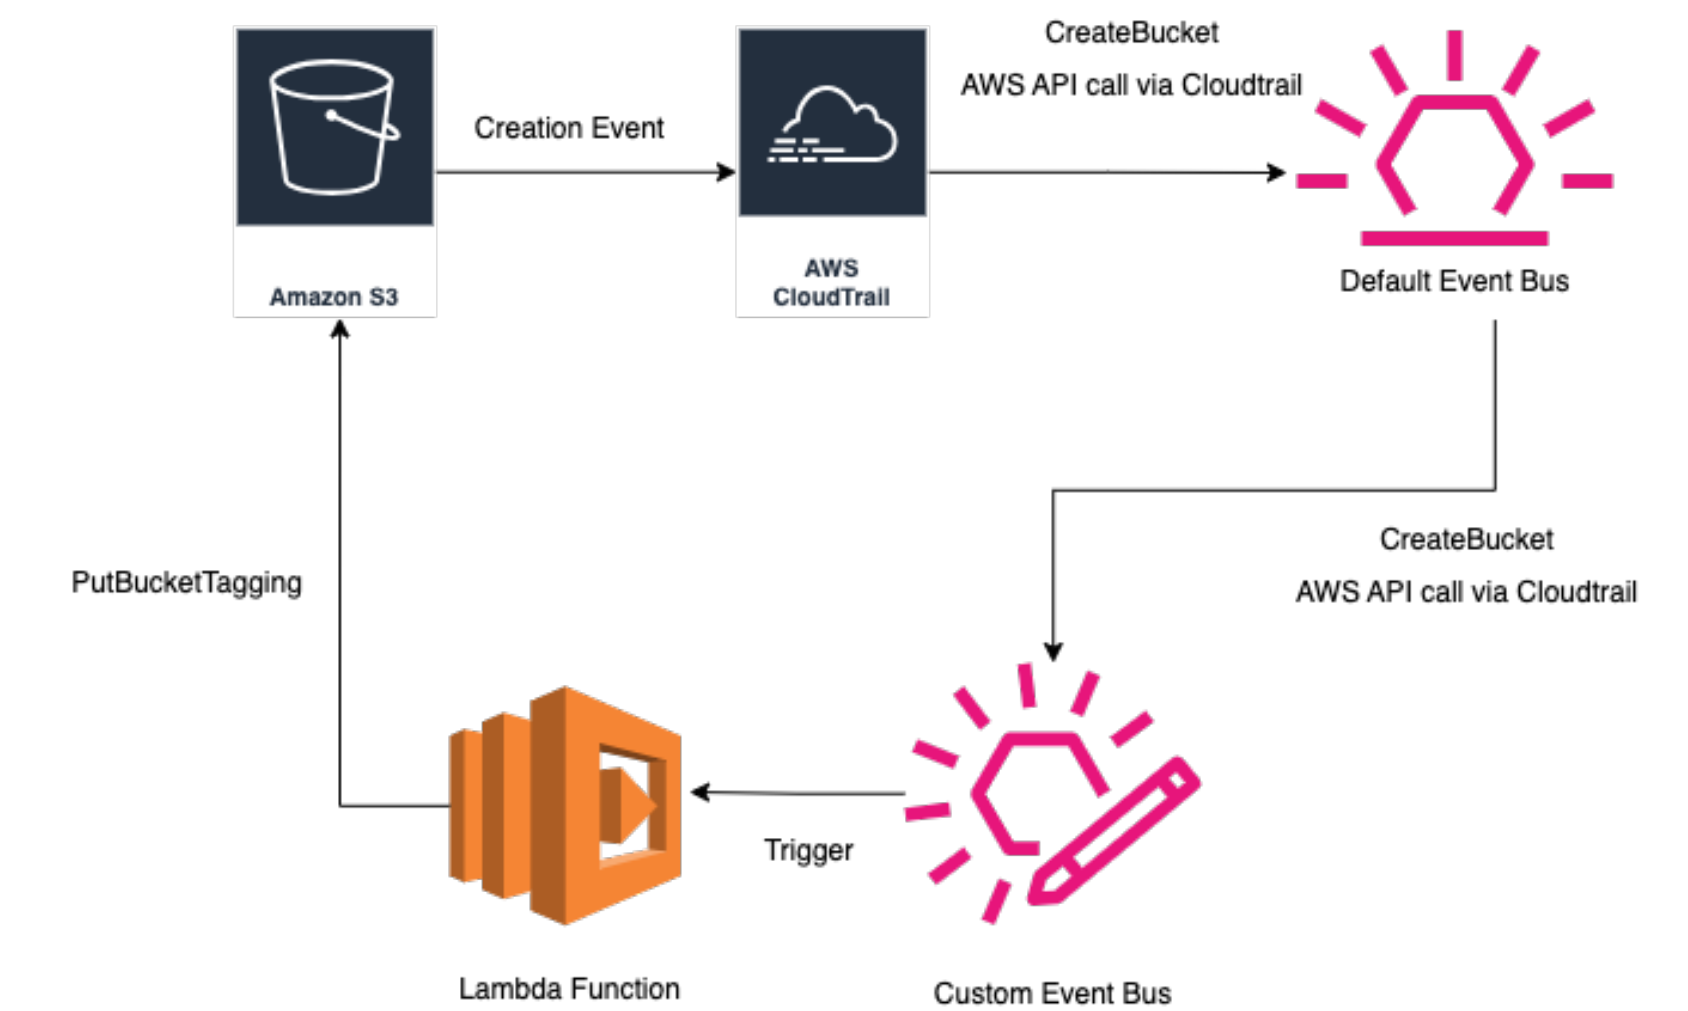 CreateBucket
AWS API call via Cloudtrail
Creation Event
Amazon S3
AWS
CloudTrail
Default Event Bus
CreateBucket
AWS API call via Cloudtrail
PutBucketTagging
Trigger
Lambda Function
Custom Event Bus